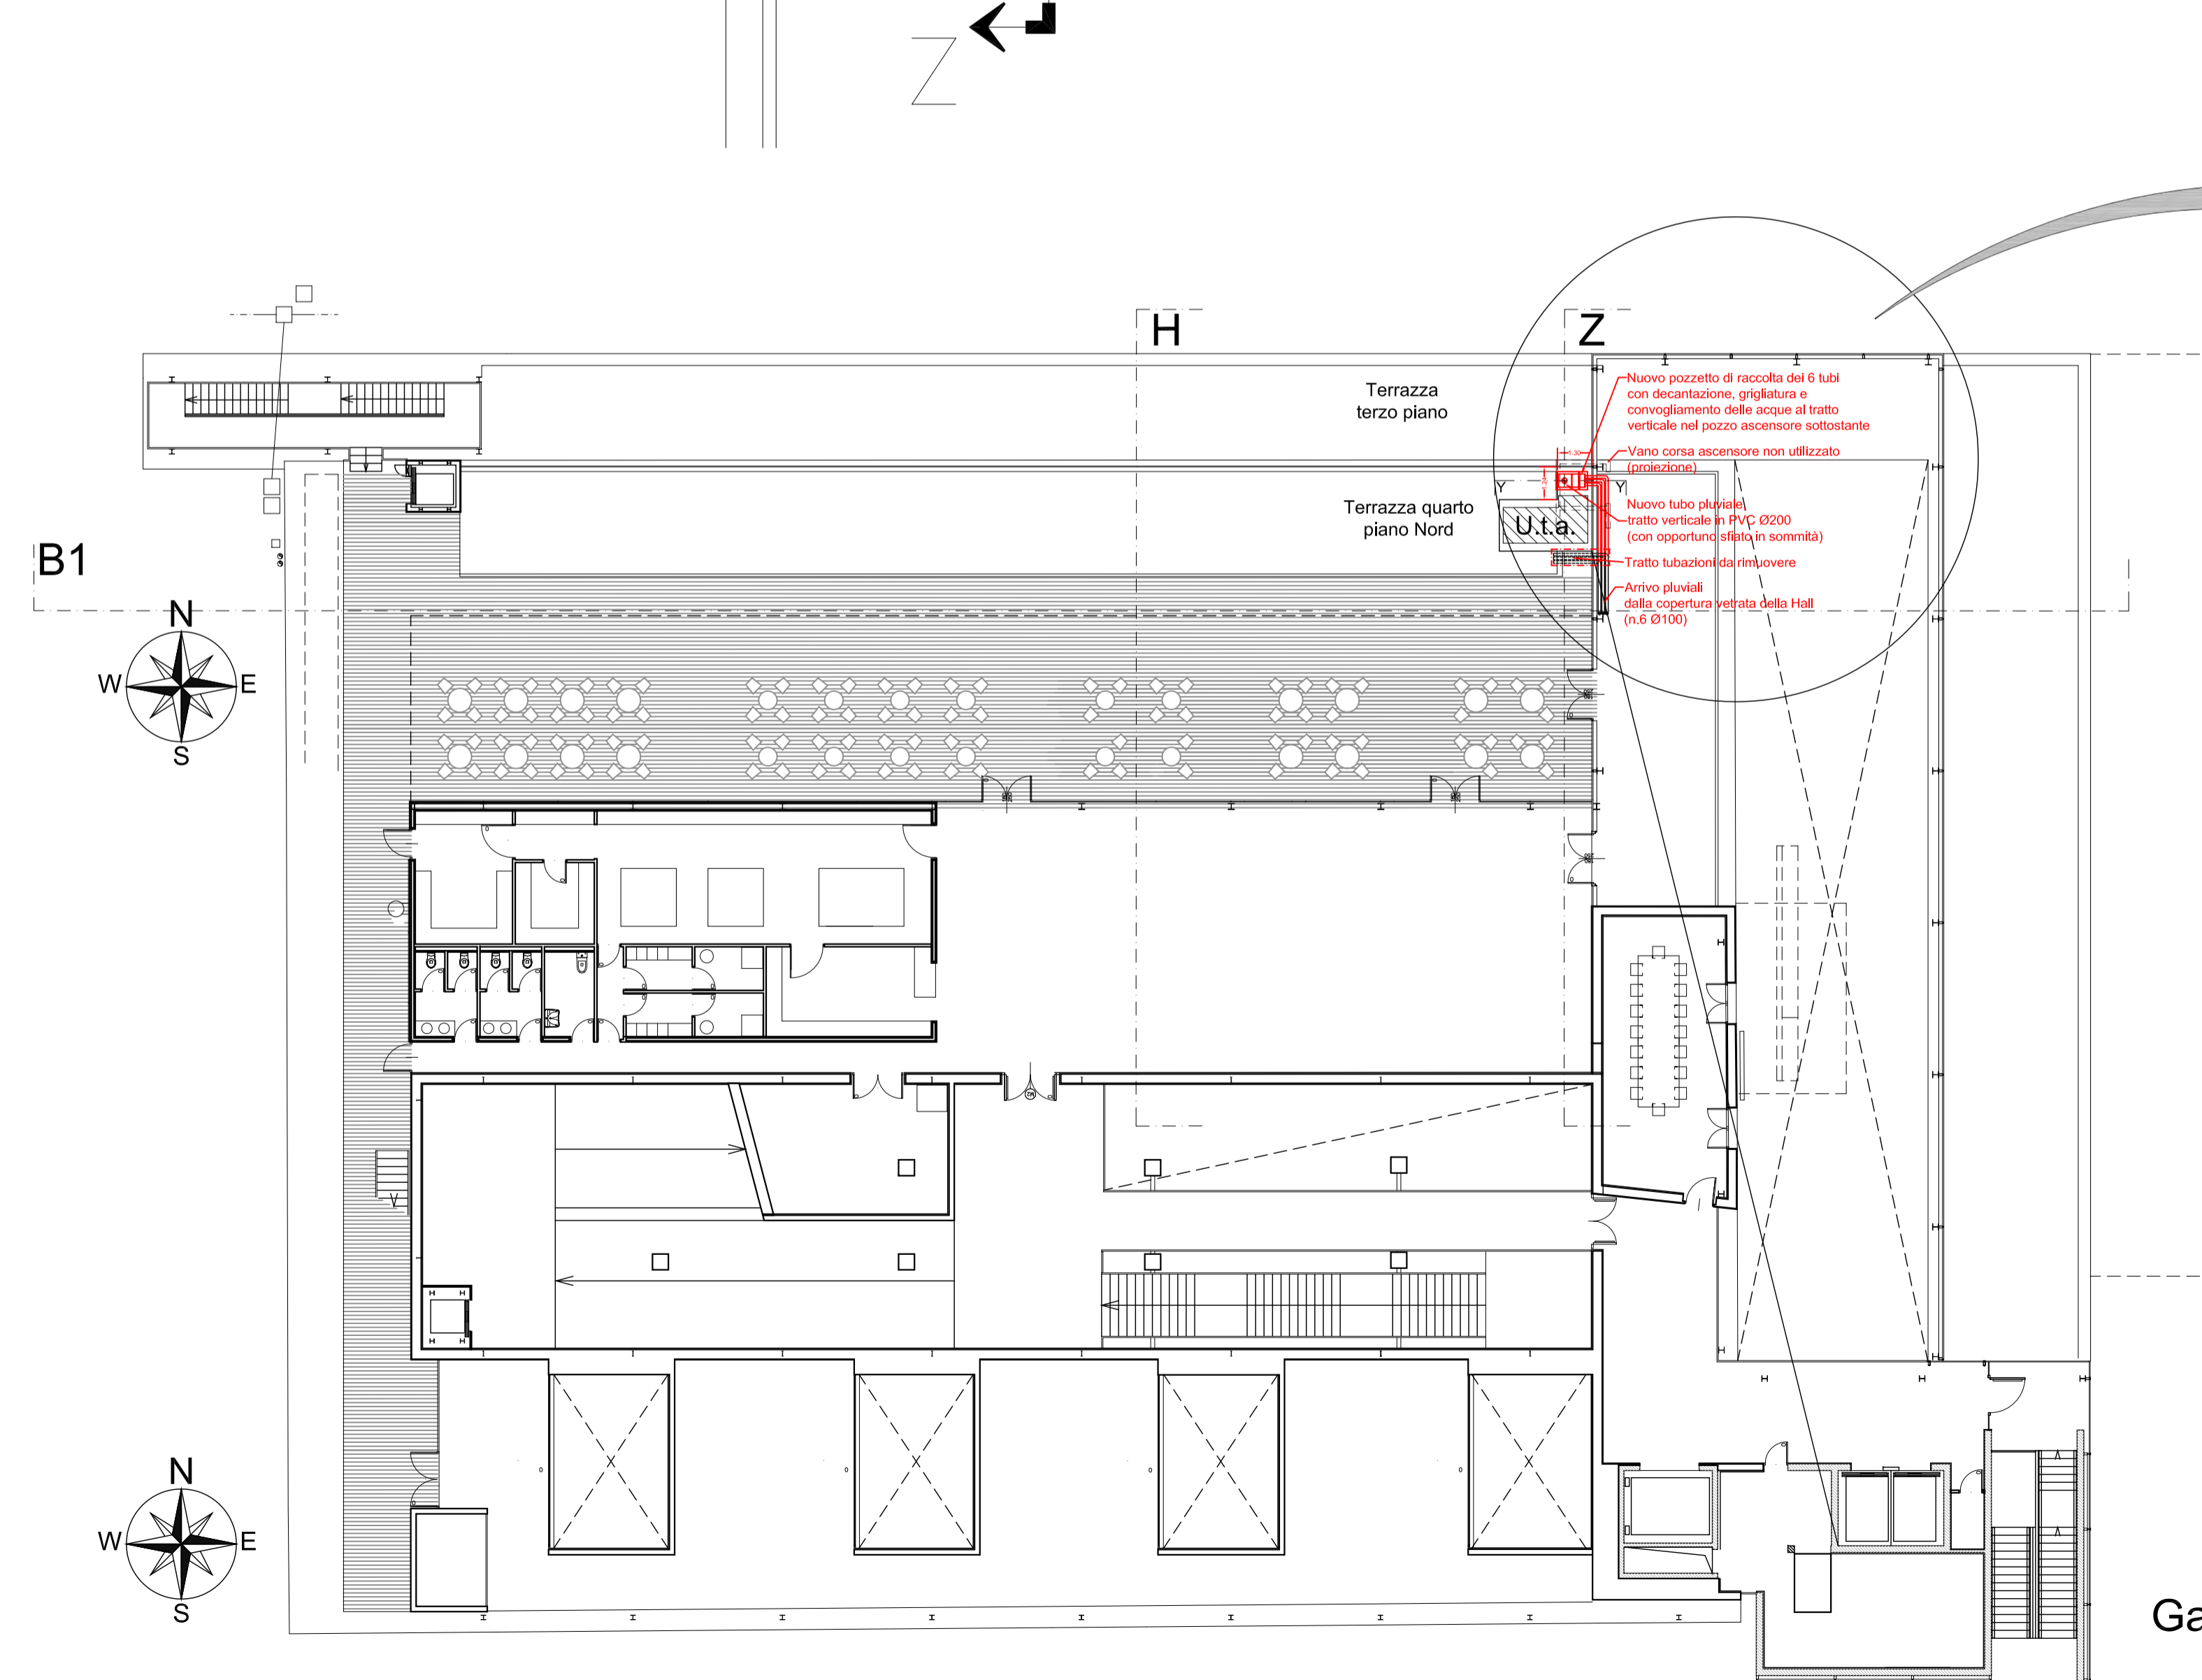 Z
H
Z
Terrazza
terzo piano
Nuovo pozzetto di raccolta dei 6 tubi
con decantazione, grigliatura e
convogliamento delle acque al tratto
verticale nel pozzo ascensore sottostante
Vano corsa ascensore non utilizzato
(proiezione)
1.30
Y
Y
Terrazza quarto
piano Nord
U.t.a.
Nuovo tubo pluviale
tratto verticale in PVC Ø200
(con opportuno sfiato in sommità)
Tratto tubazioni da rimuovere
Arrivo pluviali
dalla copertura vetrata della Hall
(n.6 Ø100)
B1
N
W
E
S
N
W
E
S
Ga